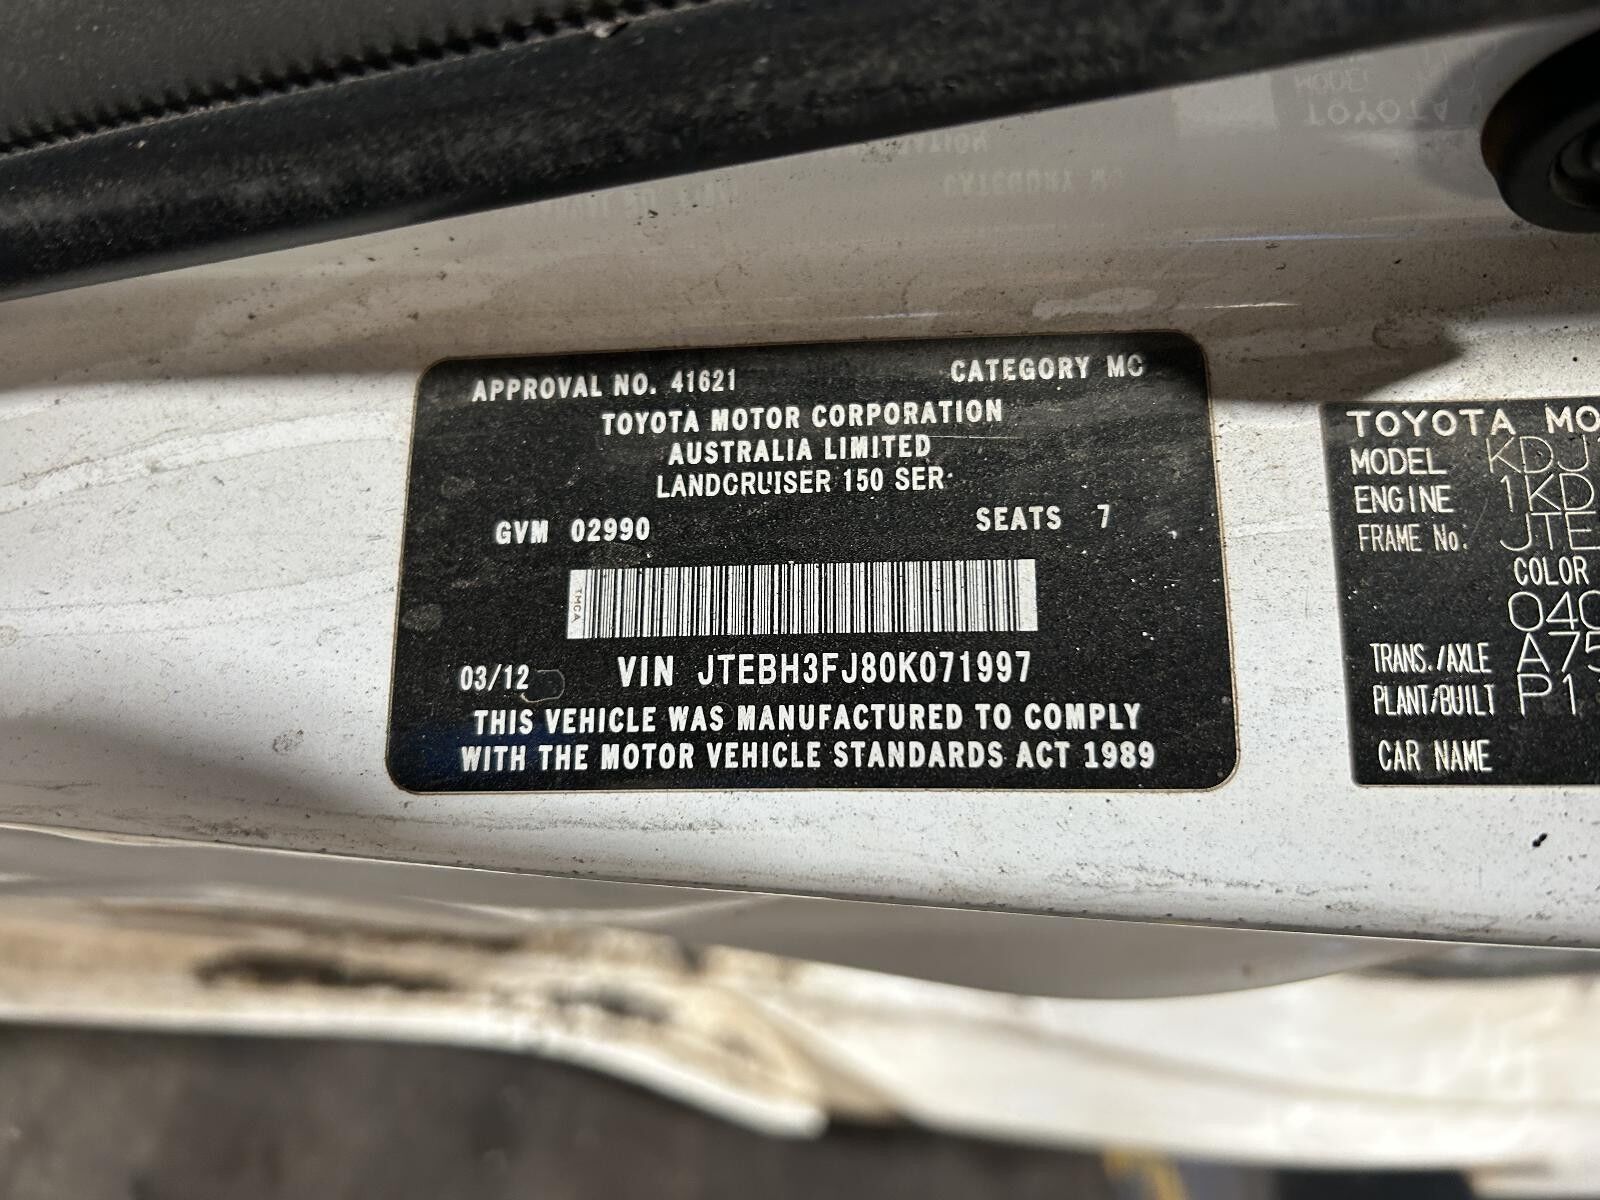 APPROVAL NO. 41621 CATEGORY MC
TOYOTA MOTOR CORPORATION
AUSTRALIA LIMITED
LANDCRUISER 150 SER
GVM 02990 SEATS 7
TMCA
03/12 VIN JTEBH3FJ80K071997
THIS VEHICLE WAS MANUFACTURED TO COMPLY
WITH THE MOTOR VEHICLE STANDARDS ACT 1989
TOYOTA MO
MODEL KDJ1
ENGINE 1KD
FRAME No. JTE
COLOR
040
TRANS./AXLE A75
PLANT/BUILT P1
CAR NAME